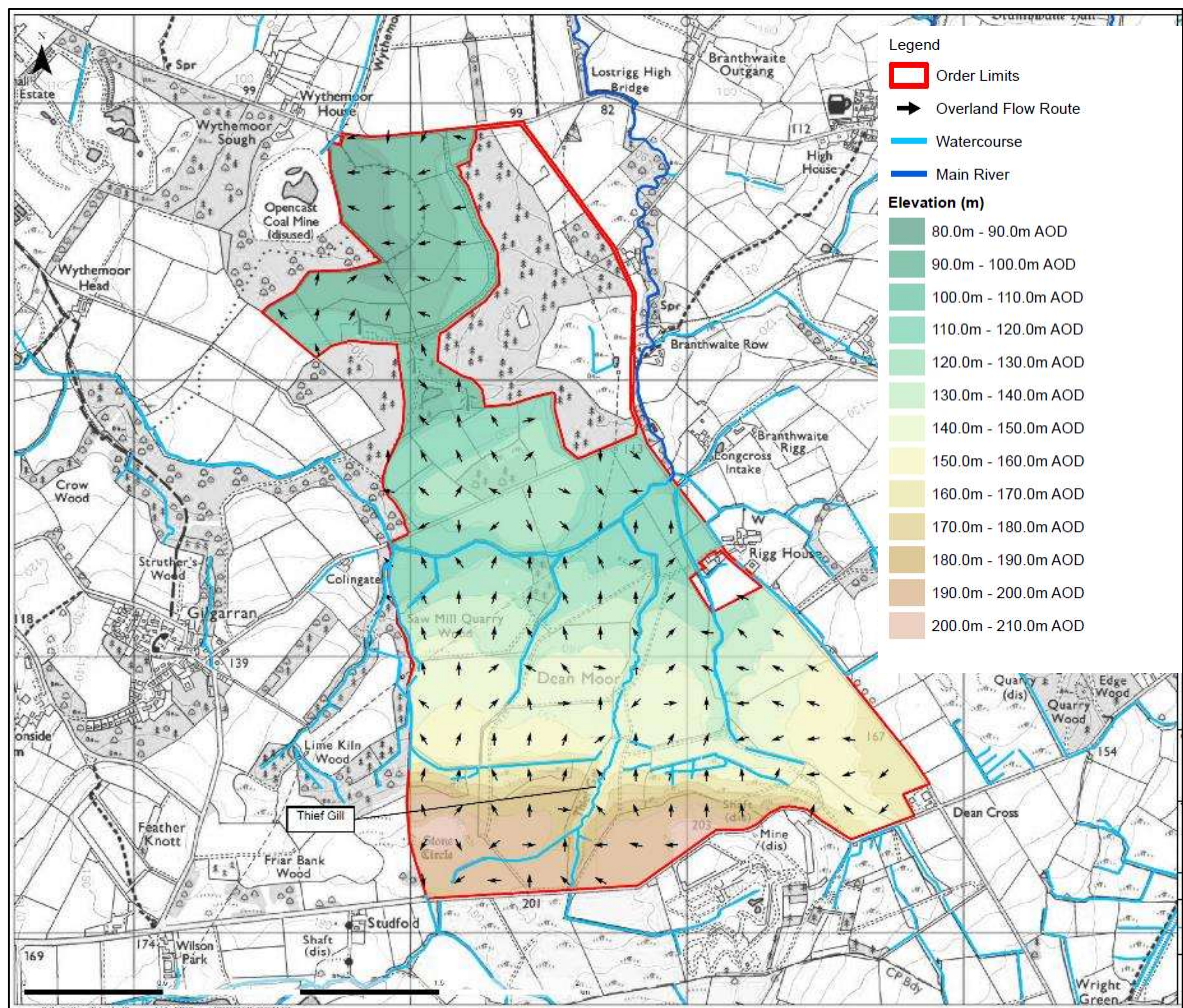 Legend
Order Limits
Overland Flow Route
Watercourse
Main River
Elevation (m)
80.0m - 90.0m AOD
90.0m - 100.0m AOD
100.0m - 110.0m AOD
110.0m - 120.0m AOD
120.0m - 130.0m AOD
130.0m - 140.0m AOD
140.0m - 150.0m AOD
150.0m - 160.0m AOD
160.0m - 170.0m AOD
170.0m - 180.0m AOD
180.0m - 190.0m AOD
190.0m - 200.0m AOD
200.0m - 210.0m AOD
Spr
Estate
99
Wythemoor
House
Wythemoor
Sough
Lostrigg High
Bridge
82
99
Branthwaite
Outgang
112
High
House
Opencast
Coal Mine
(disused)
Wythemoor
Head
Spr
Branthwaite Row
Branthwaite
Rigg
Longcross
Intake
143
Crow
Wood
W
Rigg House
Struther's
Wood
Colingate
Gilgarran
118
139
Saw Mill Quarry
Wood
Dean Moor
167
Quarry
(dis)
Quarry
Wood
Edge
Wood
154
Lime Kiln
Wood
Thief Gill
Feather
Knott
Friar Bank
Wood
Stone
Circle
Shaft
(dis)
203
Mine
(dis)
Dean Cross
201
174
Wilson
Park
Studfold
Shaft
(dis)
169
CP Bdy
Wright
Green